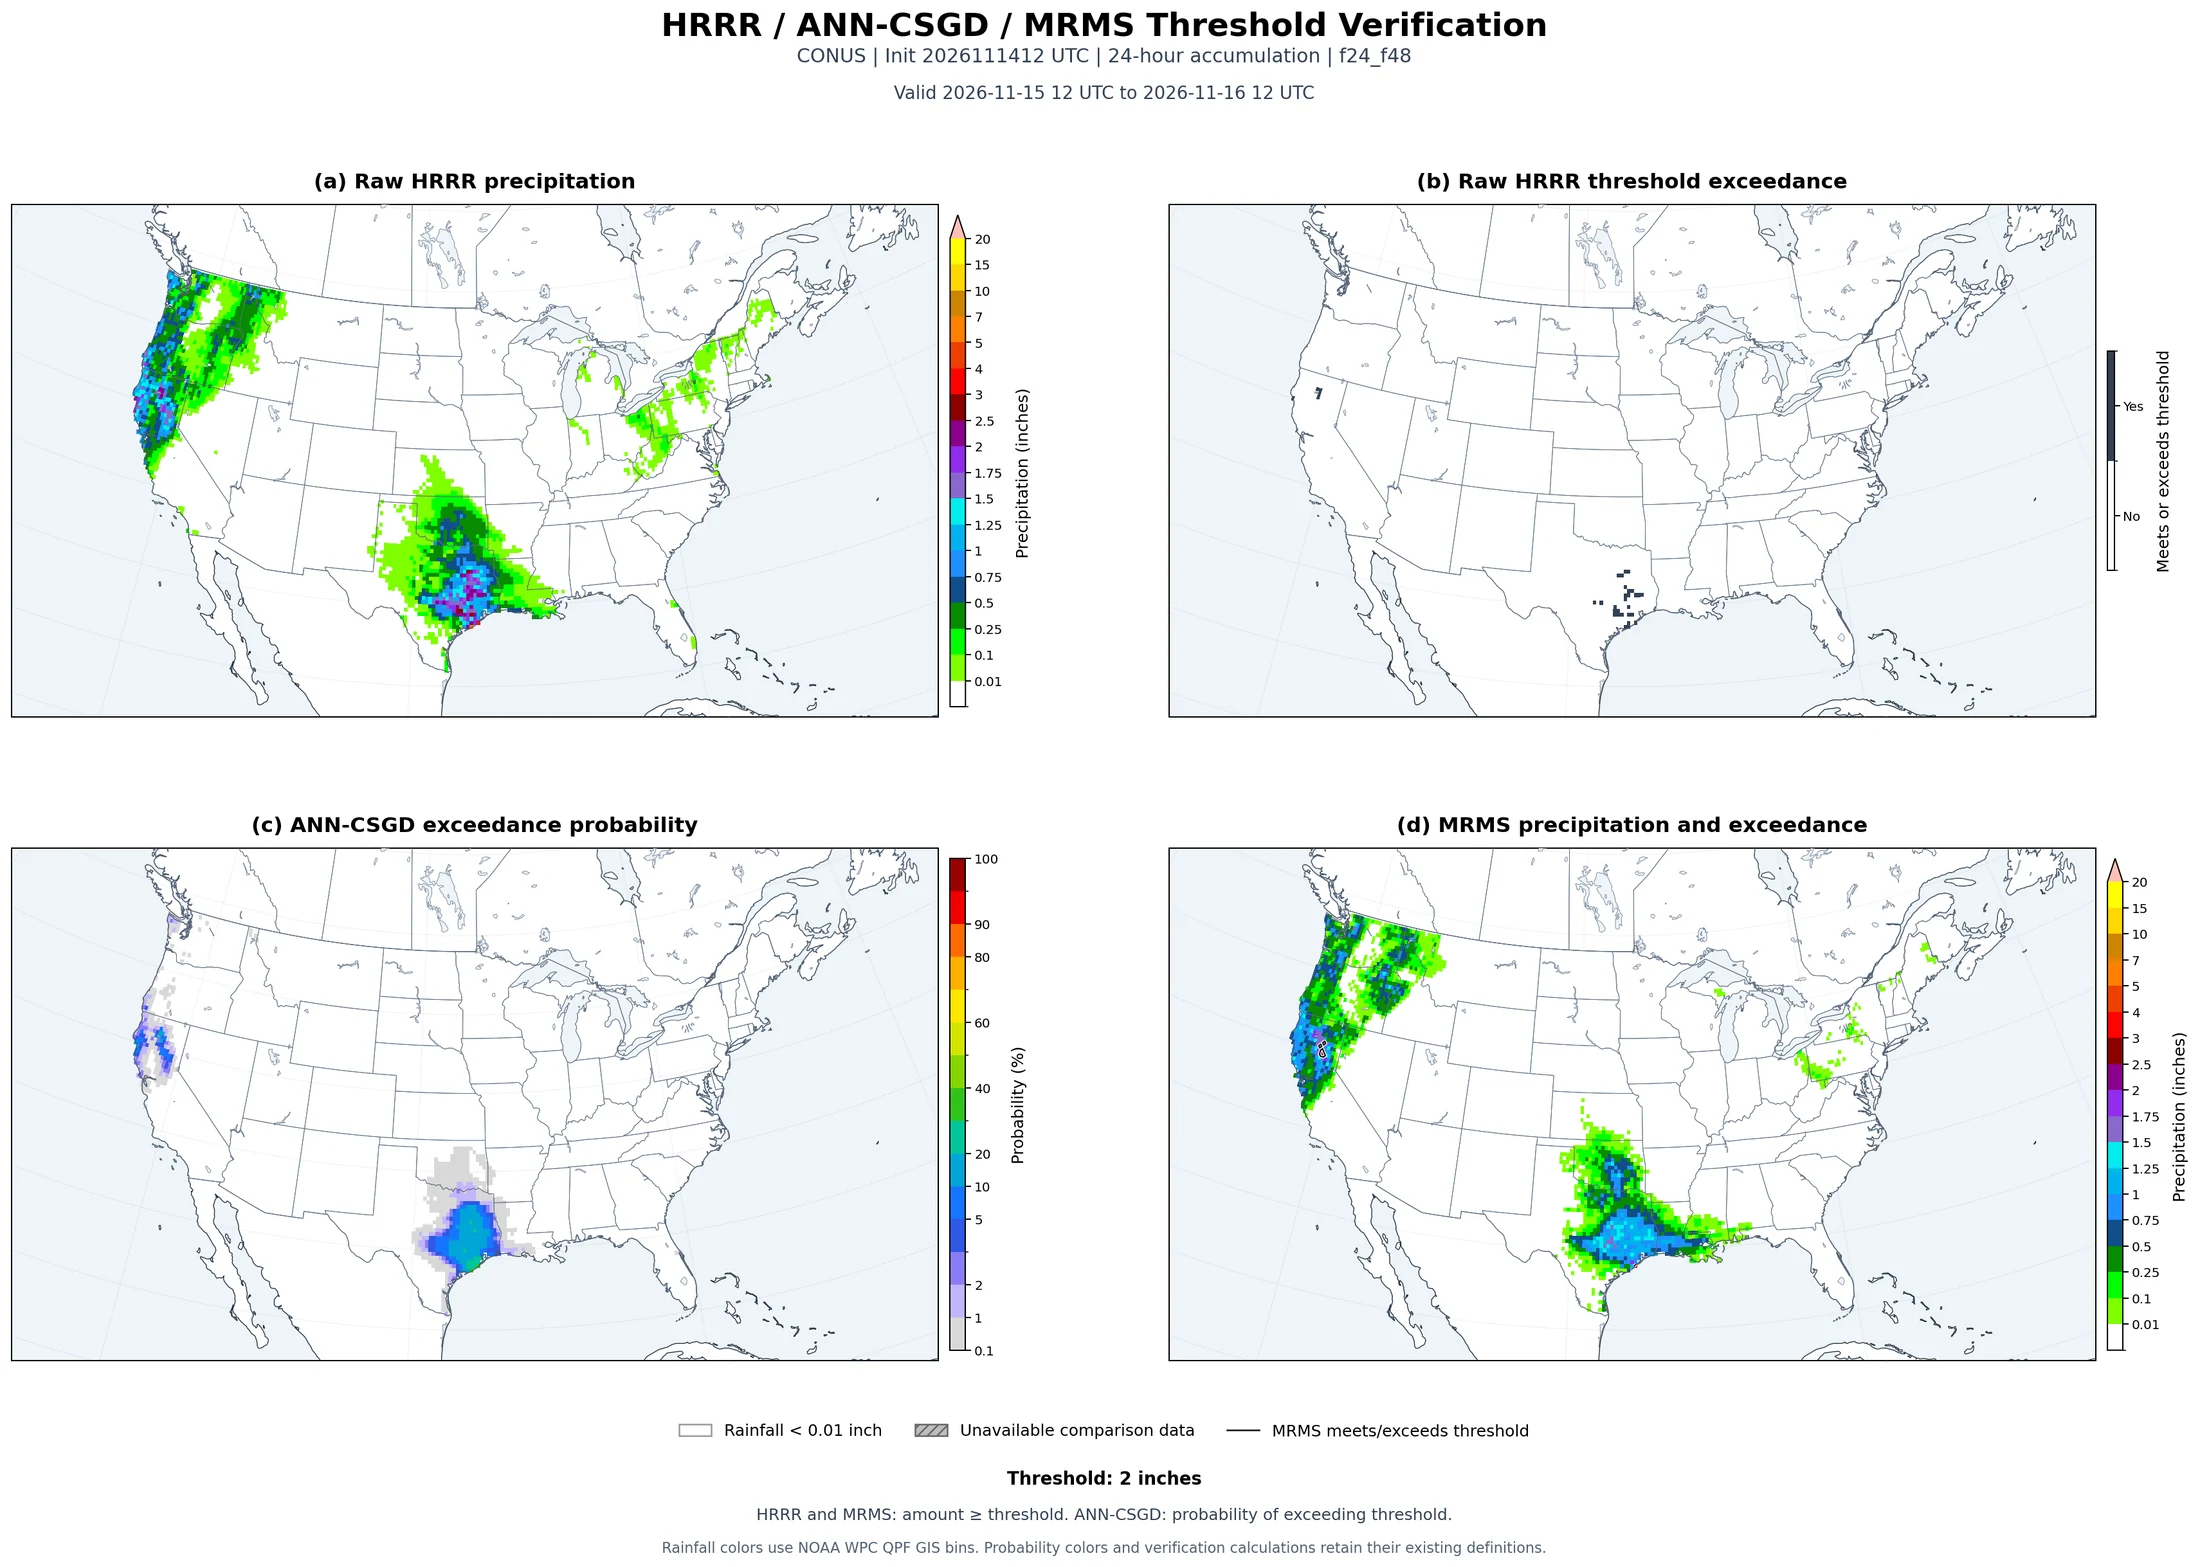 HRRR / ANN-CSGD / MRMS Threshold Verification
CONUS | Init 2026111412 UTC | 24-hour accumulation | f24_f48
Valid 2026-11-15 12 UTC to 2026-11-16 12 UTC
(a) Raw HRRR precipitation
20
15
10
7
5
4
3
2.5
2
1.75
1.5
1.25
1
0.75
0.5
0.25
0.1
0.01
Precipitation (inches)
(b) Raw HRRR threshold exceedance
Yes
No
Meets or exceeds threshold
(c) ANN-CSGD exceedance probability
100
90
80
60
40
20
10
5
2
1
0.1
Probability (%)
(d) MRMS precipitation and exceedance
20
15
10
7
5
4
3
2.5
2
1.75
1.5
1.25
1
0.75
0.5
0.25
0.1
0.01
Precipitation (inches)
Rainfall < 0.01 inch
Unavailable comparison data
MRMS meets/exceeds threshold
Threshold: 2 inches
HRRR and MRMS: amount ≥ threshold. ANN-CSGD: probability of exceeding threshold.
Rainfall colors use NOAA WPC QPF GIS bins. Probability colors and verification calculations retain their existing definitions.